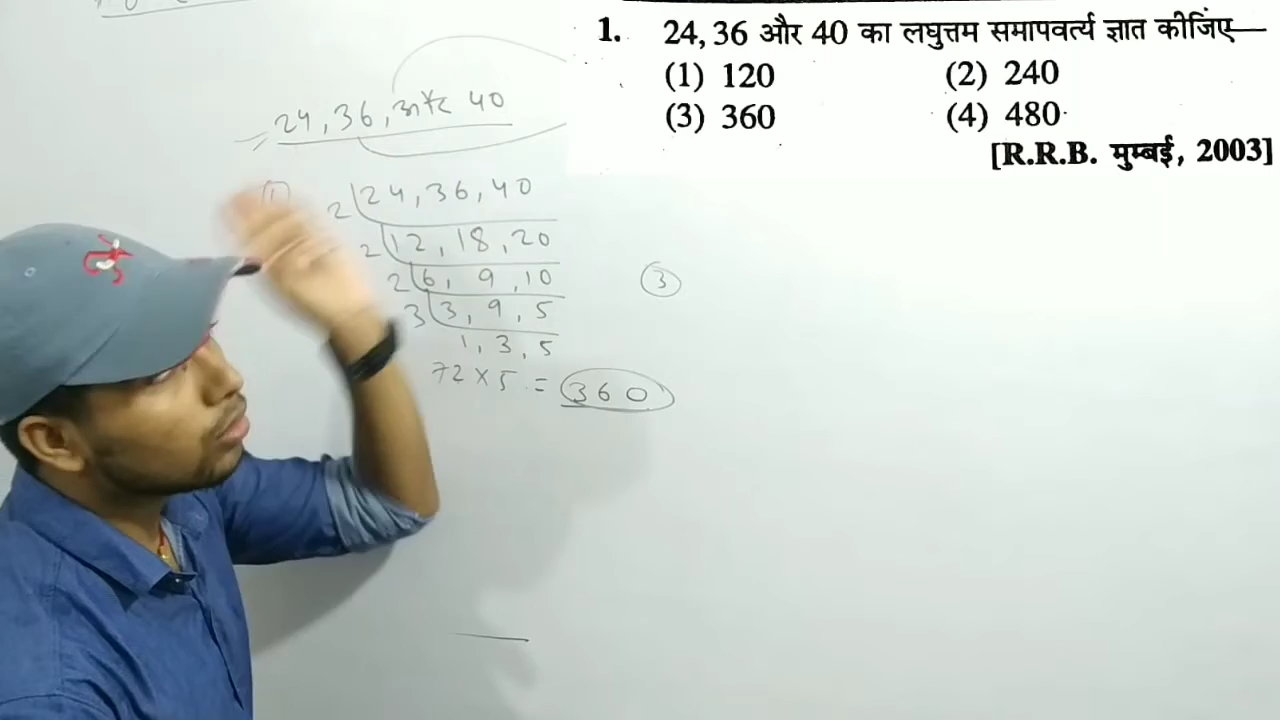 1. 24, 36 और 40 का लघुत्तम समापवर्त्य ज्ञात कीजिए—
(1) 120 (2) 240
(3) 360 (4) 480
[R.R.B. मुम्बई, 2003]
24, 36, और 40
2 24, 36, 40
2 12, 18, 20
2 6, 9, 10
3 3, 9, 5
1, 3, 5
72 × 5 = 360
3